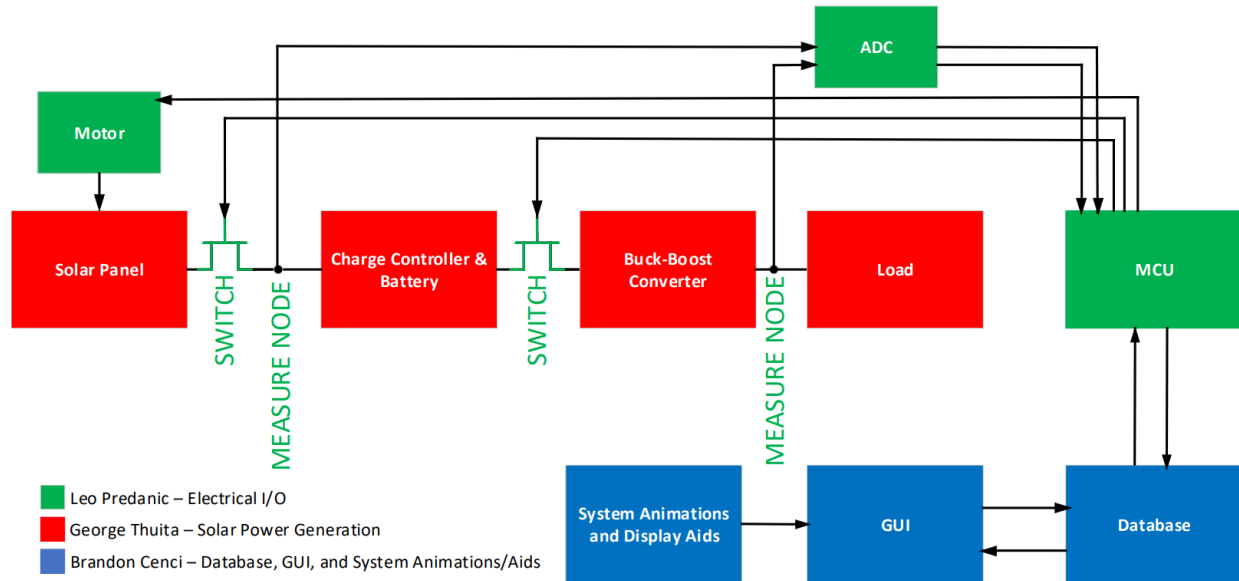 ADC
Motor
Solar Panel
SWITCH
MEASURE NODE
Charge Controller &
Battery
SWITCH
Buck-Boost
Converter
MEASURE NODE
Load
MCU
System Animations
and Display Aids
GUI
Database
Leo Predanic – Electrical I/O
George Thuita – Solar Power Generation
Brandon Cenci – Database, GUI, and System Animations/Aids